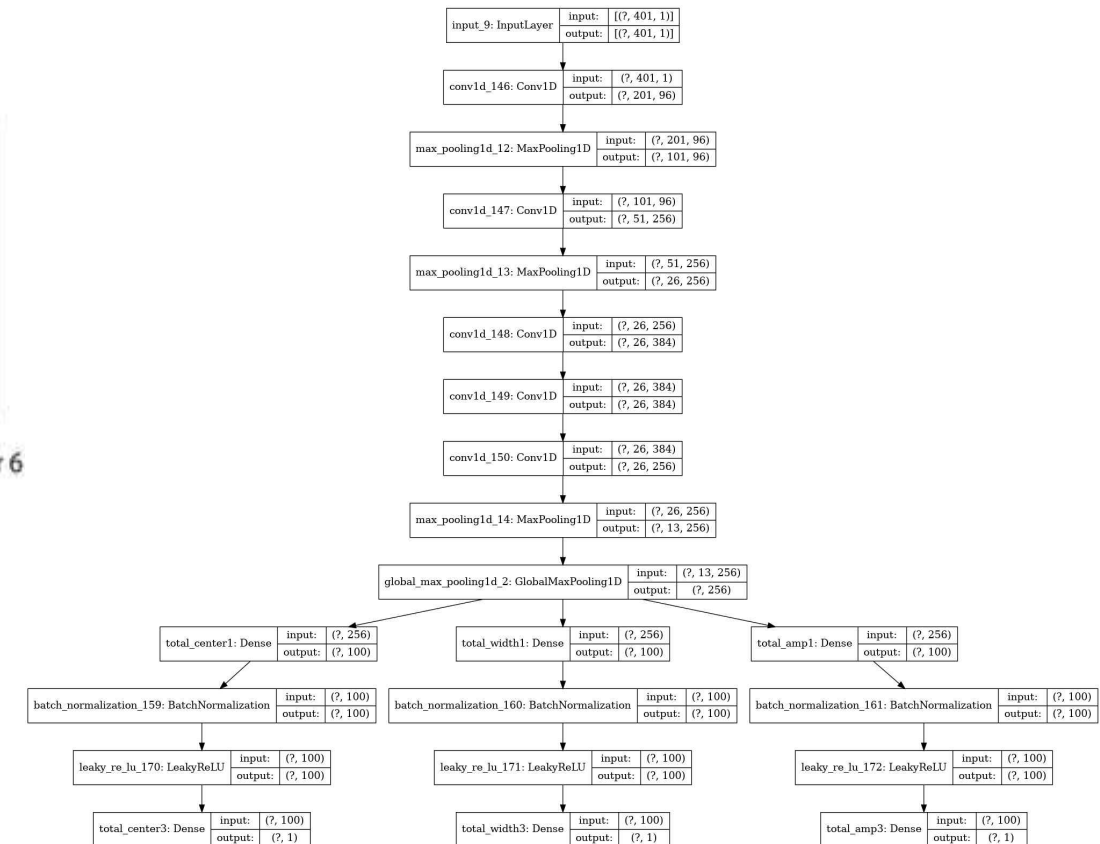 input_9: InputLayer input: [(?, 401, 1)]
output: [(?, 401, 1)]
conv1d_146: Conv1D input: (?, 401, 1)
output: (?, 201, 96)
max_pooling1d_12: MaxPooling1D input: (?, 201, 96)
output: (?, 101, 96)
conv1d_147: Conv1D input: (?, 101, 96)
output: (?, 51, 256)
max_pooling1d_13: MaxPooling1D input: (?, 51, 256)
output: (?, 26, 256)
conv1d_148: Conv1D input: (?, 26, 256)
output: (?, 26, 384)
conv1d_149: Conv1D input: (?, 26, 384)
output: (?, 26, 384)
conv1d_150: Conv1D input: (?, 26, 384)
output: (?, 26, 256)
6
max_pooling1d_14: MaxPooling1D input: (?, 26, 256)
output: (?, 13, 256)
global_max_pooling1d_2: GlobalMaxPooling1D input: (?, 13, 256)
output: (?, 256)
total_center1: Dense input: (?, 256)
output: (?, 100)
total_width1: Dense input: (?, 256)
output: (?, 100)
total_amp1: Dense input: (?, 256)
output: (?, 100)
batch_normalization_159: BatchNormalization input: (?, 100)
output: (?, 100)
batch_normalization_160: BatchNormalization input: (?, 100)
output: (?, 100)
batch_normalization_161: BatchNormalization input: (?, 100)
output: (?, 100)
leaky_re_lu_170: LeakyReLU input: (?, 100)
output: (?, 100)
leaky_re_lu_171: LeakyReLU input: (?, 100)
output: (?, 100)
leaky_re_lu_172: LeakyReLU input: (?, 100)
output: (?, 100)
total_center3: Dense input: (?, 100)
output: (?, 1)
total_width3: Dense input: (?, 100)
output: (?, 1)
total_amp3: Dense input: (?, 100)
output: (?, 1)